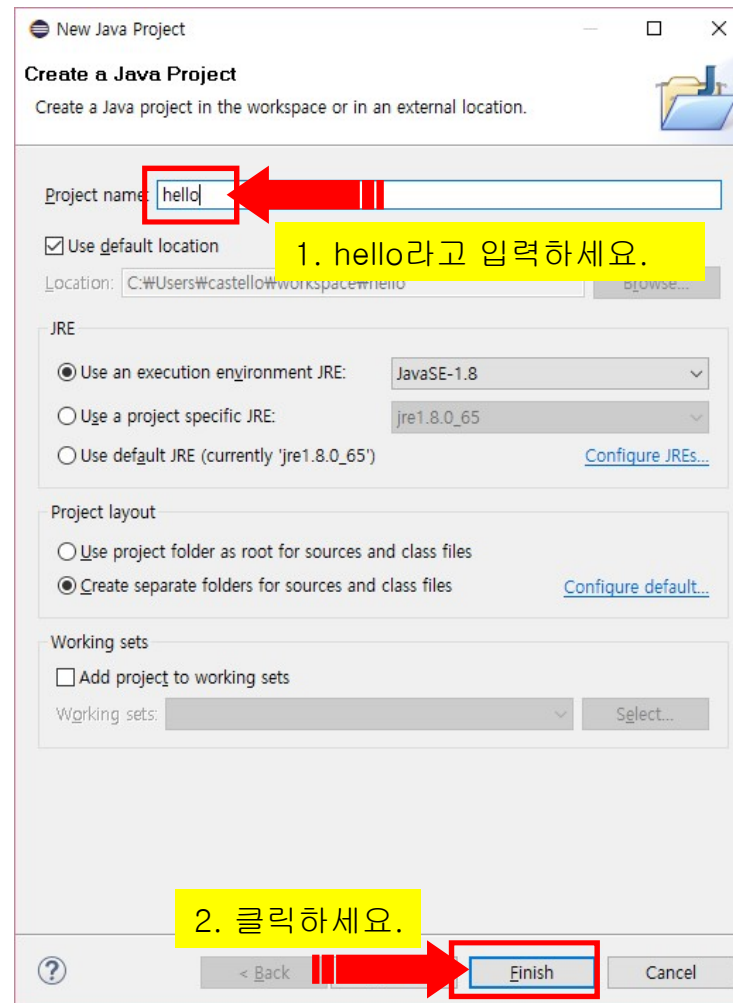 New Java Project
Create a Java Project
Create a Java project in the workspace or in an external location.
Project name: hello
1. hello라고 입력하세요.
Use default location
Location: C:₩Users₩castello₩workspace₩hello Browse...
JRE
Use an execution environment JRE: JavaSE-1.8
Use a project specific JRE: jre1.8.0_65
Use default JRE (currently 'jre1.8.0_65') Configure JREs...
Project layout
Use project folder as root for sources and class files
Create separate folders for sources and class files Configure default...
Working sets
Add project to working sets
Working sets: Select...
2. 클릭하세요.
? < Back Finish Cancel